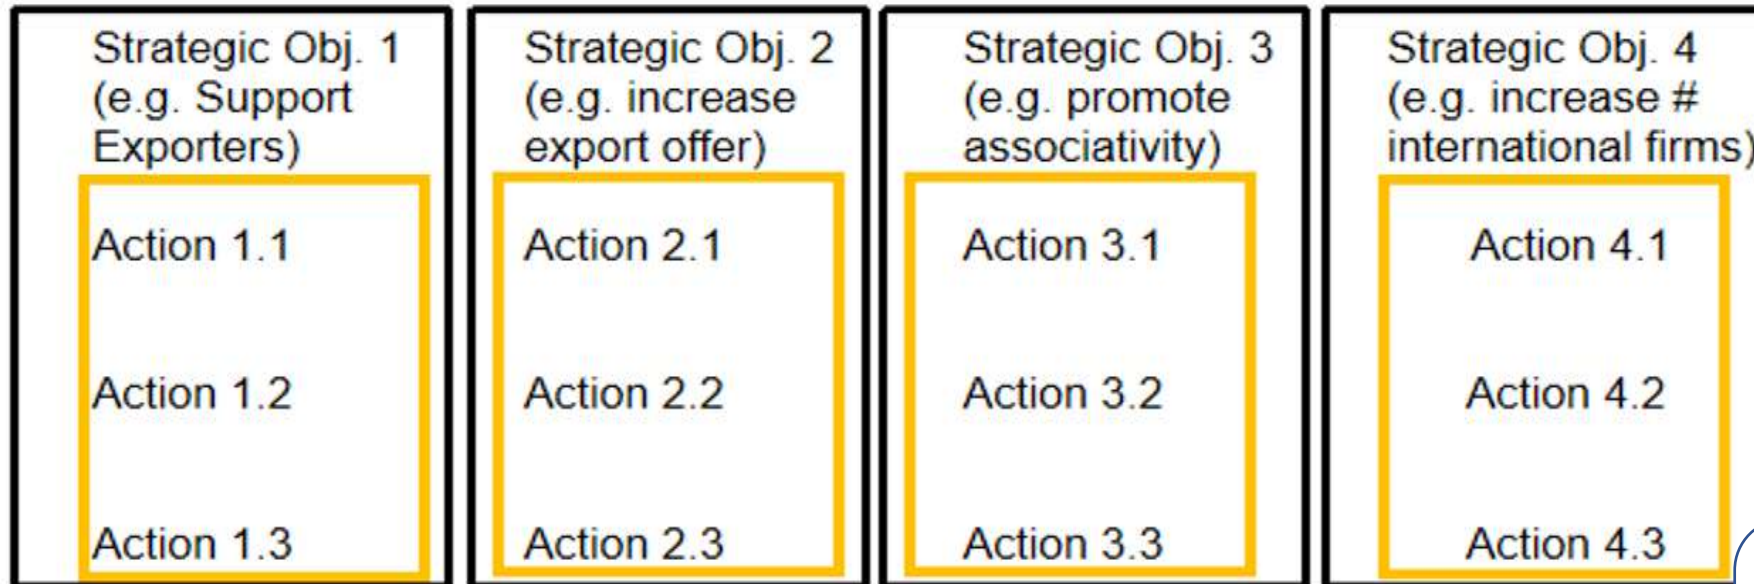 Strategic Obj. 1
(e.g. Support
Exporters)
Action 1.1
Action 1.2
Action 1.3
Strategic Obj. 2
(e.g. increase
export offer)
Action 2.1
Action 2.2
Action 2.3
Strategic Obj. 3
(e.g. promote
associativity)
Action 3.1
Action 3.2
Action 3.3
Strategic Obj. 4
(e.g. increase #
international firms)
Action 4.1
Action 4.2
Action 4.3